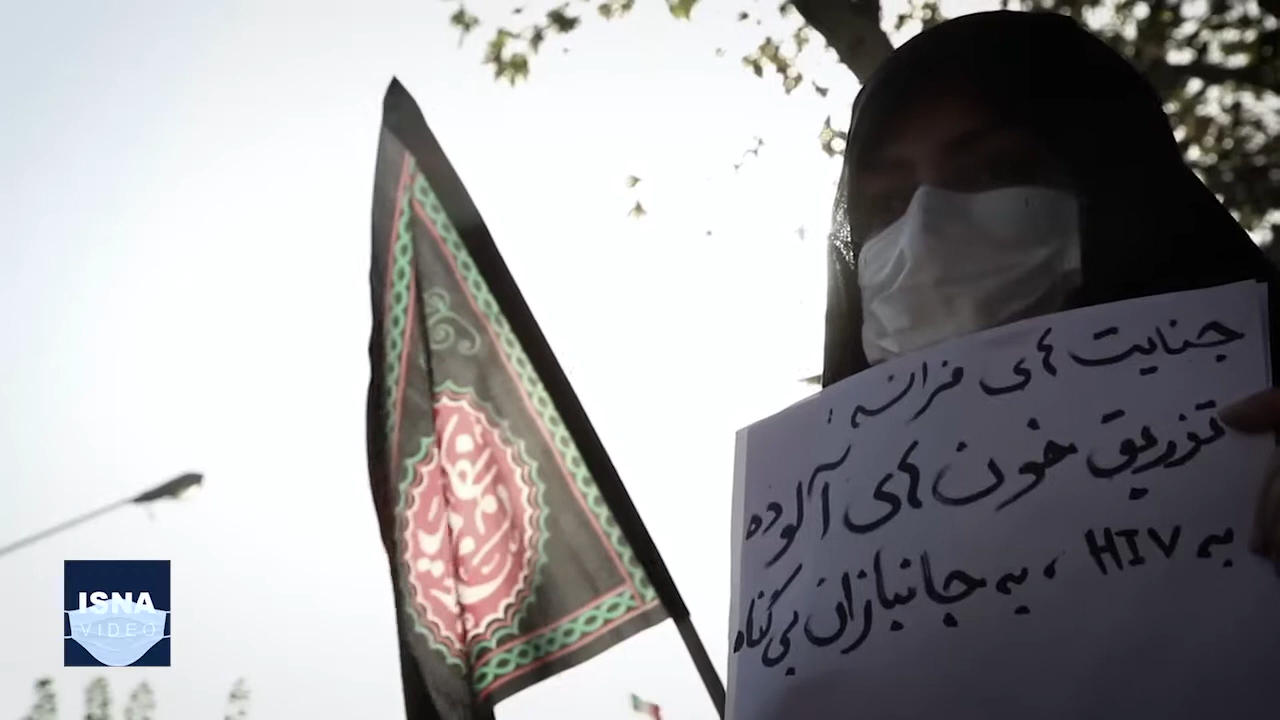 جنایت های فرانسه :
تزریق خون های آلوده
به HIV ، به جانبازان بی گناه
ISNA
VIDEO